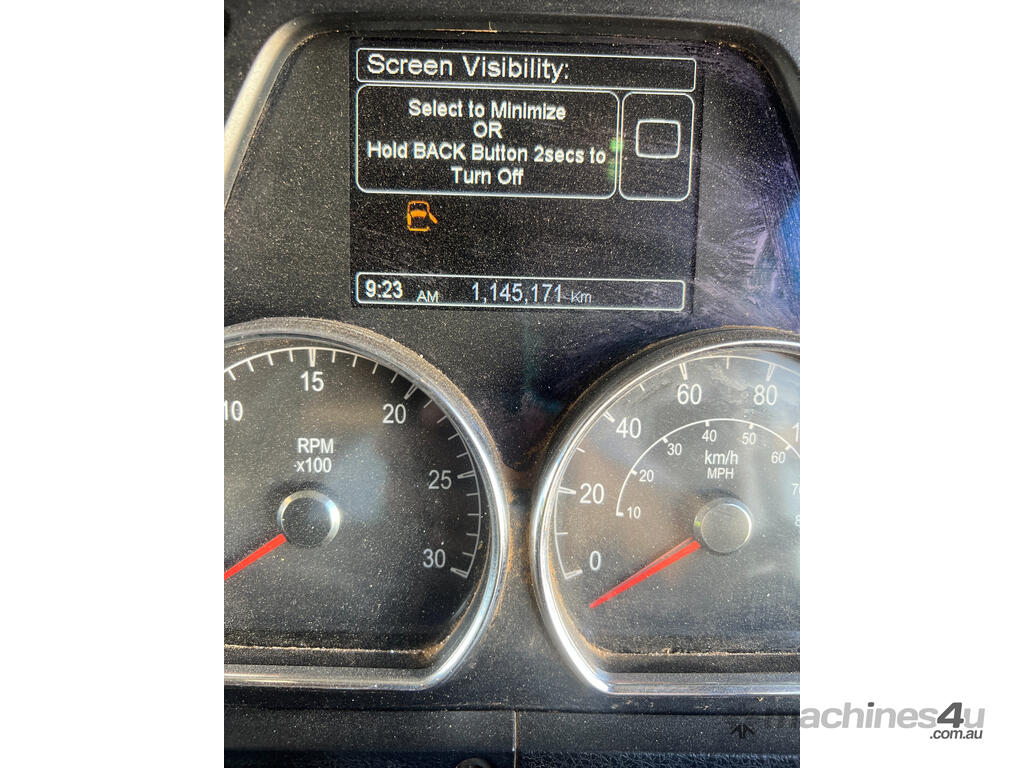 Screen Visibility:
Select to Minimize
OR
Hold BACK Button 2secs to
Turn Off
9:23 AM 1,145,171 Km
10 15 20 25 30
RPM
x100
0 20 40 60 80
10 20 30 40 50 60
km/h
MPH
machines4u
.com.au